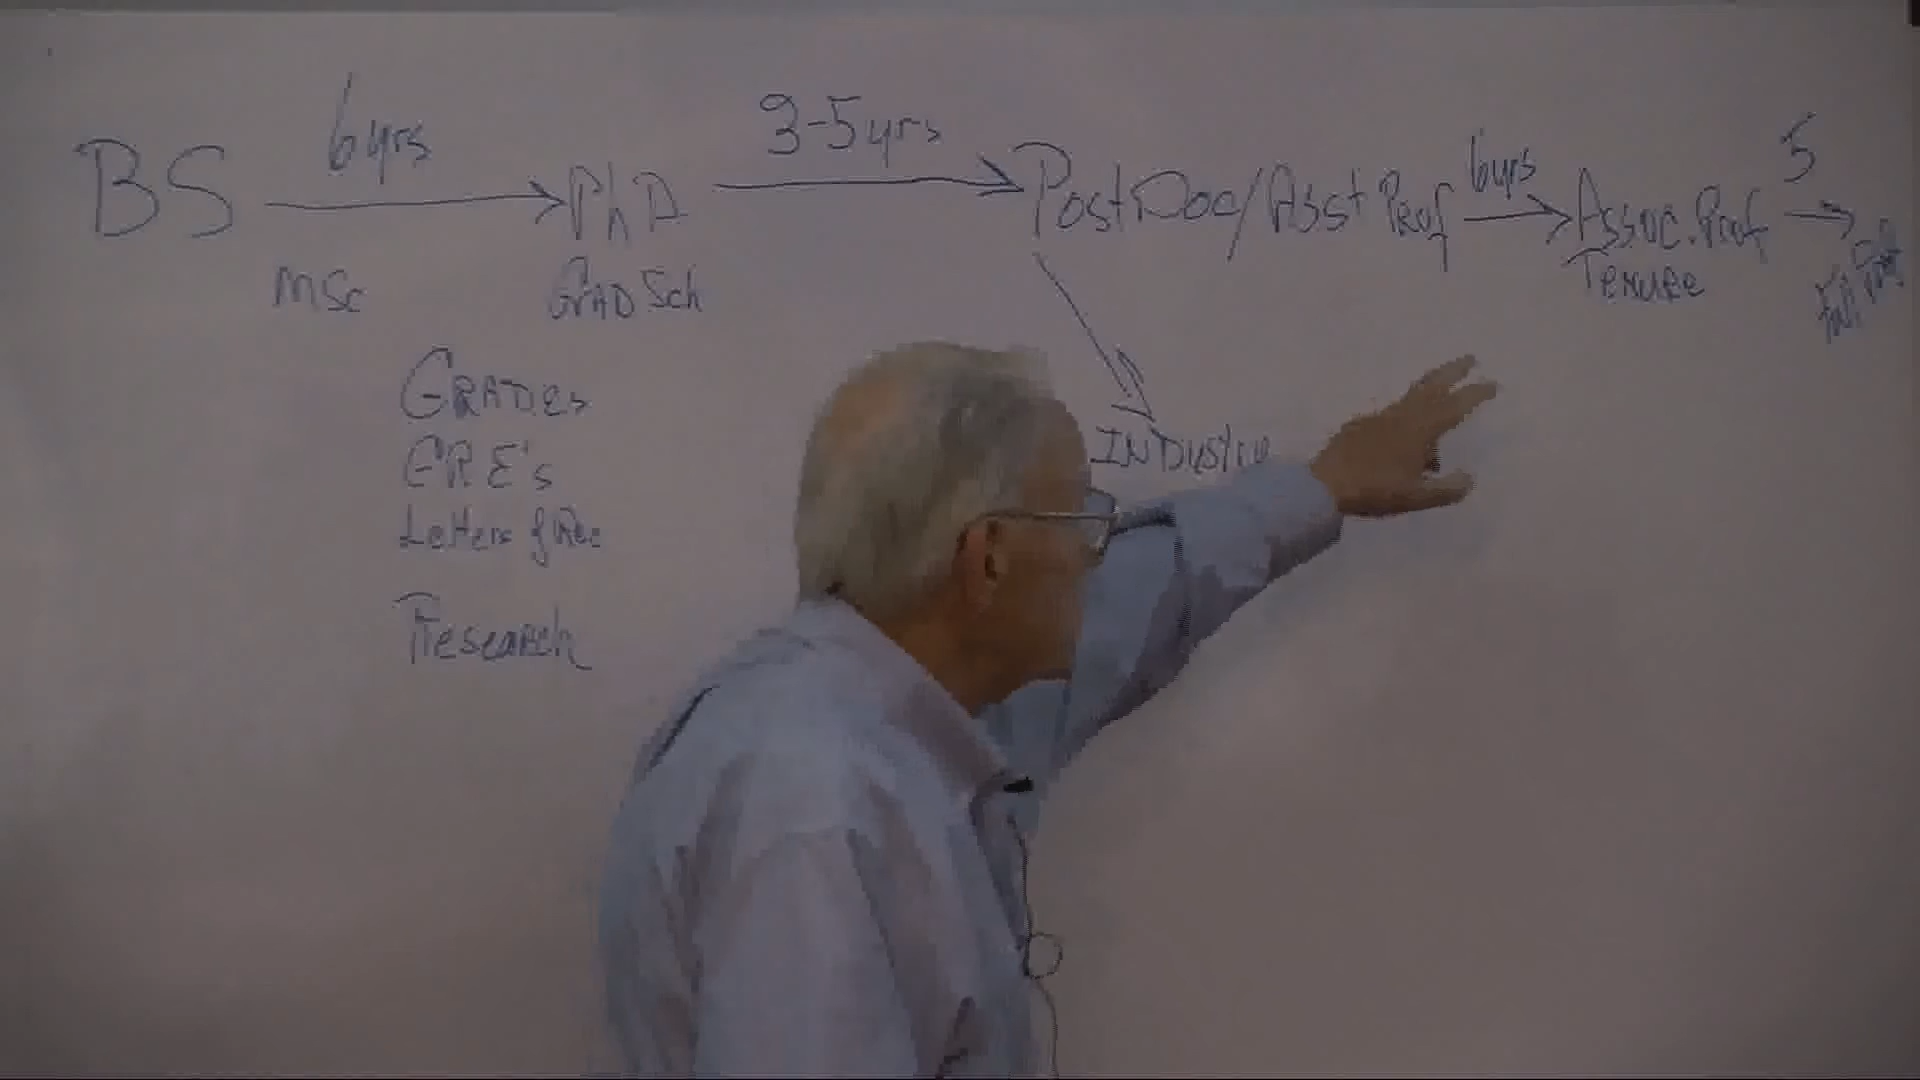 BS 6yrs PhD 3-5yrs PostDoc/Asst Prof 6yrs Assoc. Prof 5
MSc GRAD Sch TENURE
GRADES
GRE's
INDUSTRY
Letters of Rec
Research